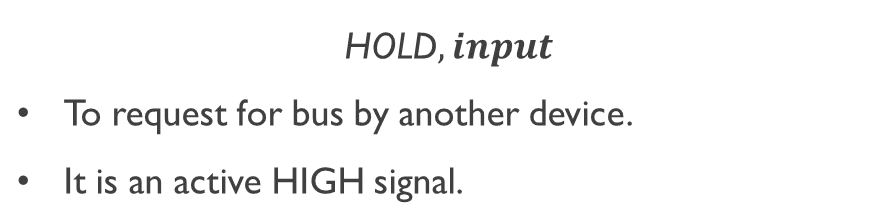 HOLD, input
• To request for bus by another device.
• It is an active HIGH signal.